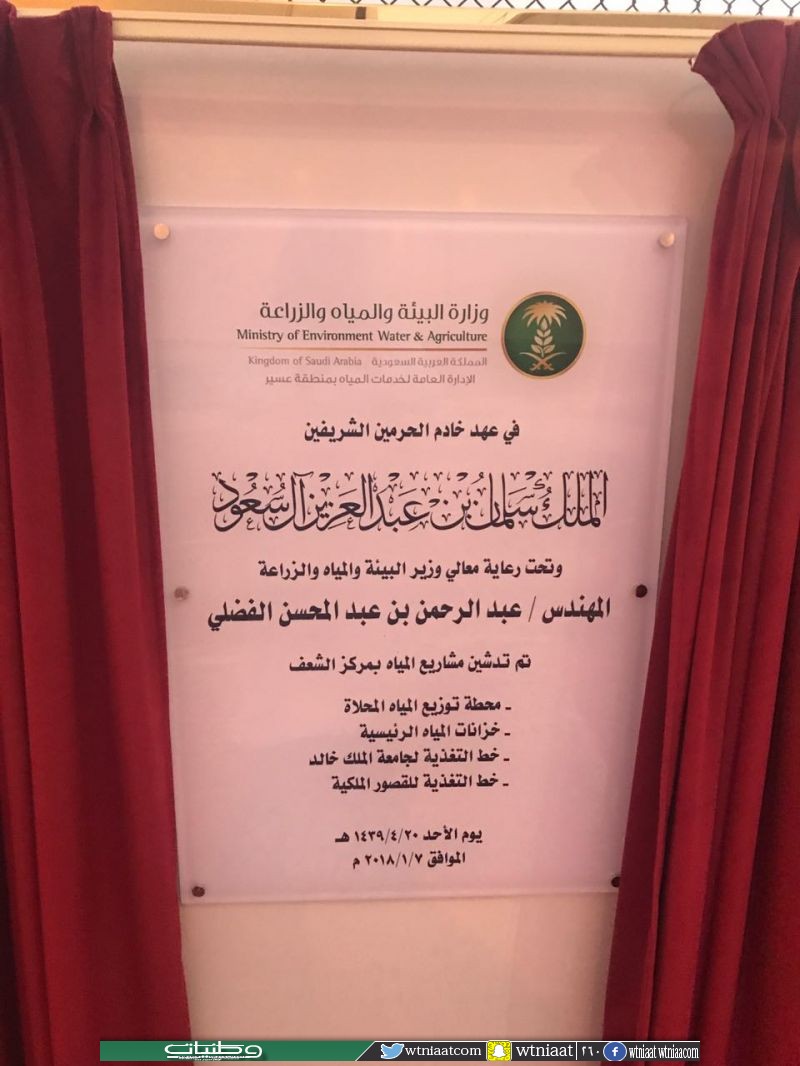 وزارة البيئة والمياه والزراعة
Ministry of Environment Water & Agriculture
المملكة العربية السعودية Kingdom of Saudi Arabia
الإدارة العامة لخدمات المياه بمنطقة عسير
في عهد خادم الحرمين الشريفين
الملك سلمان بن عبد العزيز آل سعود
وتحت رعاية معالي وزير البيئة والمياه والزراعة
المهندس / عبد الرحمن بن عبد المحسن الفضلي
تم تدشين مشاريع المياه بمركز الشعف
- محطة توزيع المياه المحلاة
- خزانات المياه الرئيسية
- خط التغذية لجامعة الملك خالد
- خط التغذية للقصور الملكية
يوم الأحد ١٤٣٩/٤/٢٠ هـ
الموافق ٢٠١٨/١/٧ م
وطنيات wtniaatcom wtniaat ٢٦٠ wtniaat wtniaacom